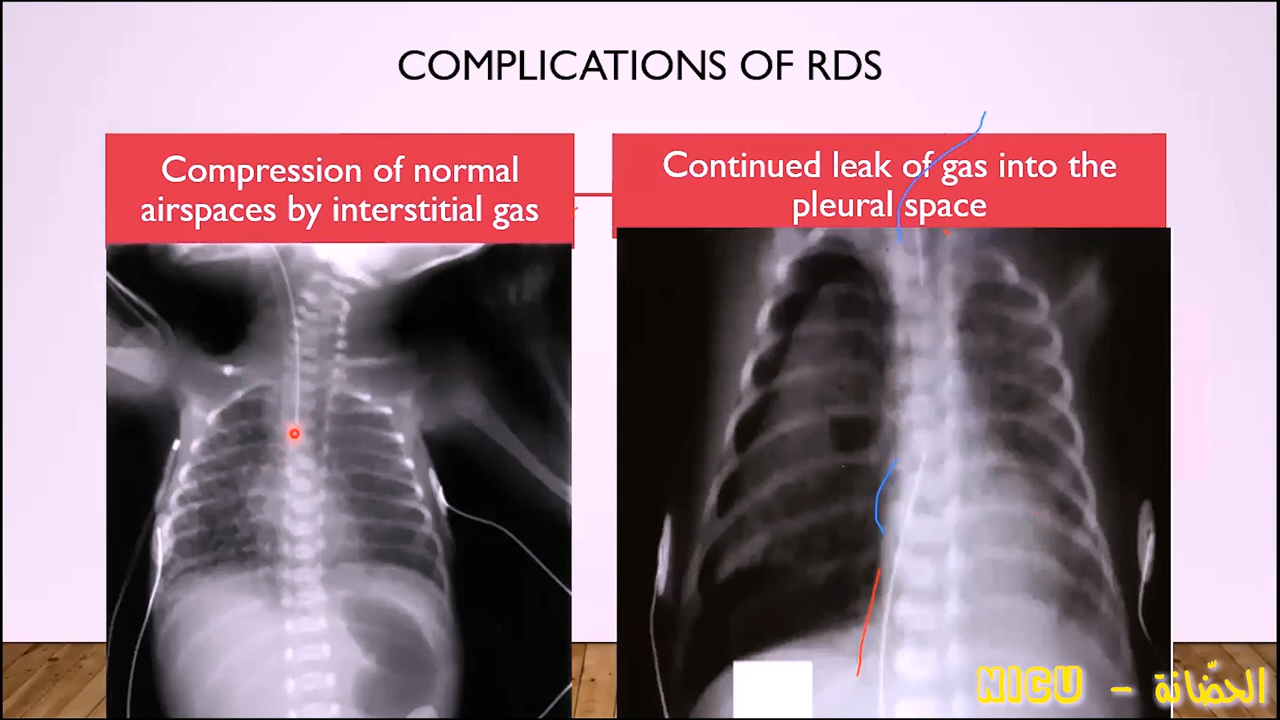 COMPLICATIONS OF RDS
Compression of normal
airspaces by interstitial gas
Continued leak of gas into the
pleural space
NICU - الحضّانة